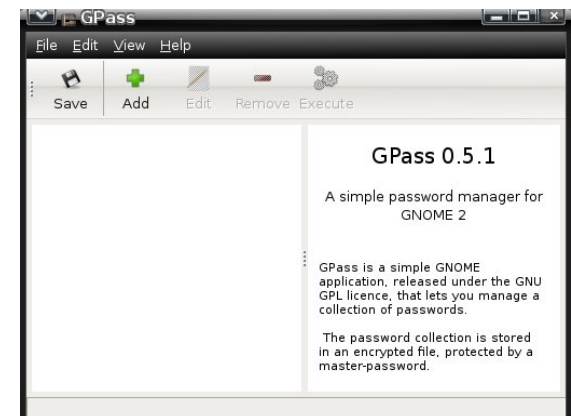 GPass
File Edit View Help
Save Add Edit Remove Execute
GPass 0.5.1
A simple password manager for
GNOME 2
GPass is a simple GNOME
application, released under the GNU
GPL licence, that lets you manage a
collection of passwords.
The password collection is stored
in an encrypted file, protected by a
master-password.